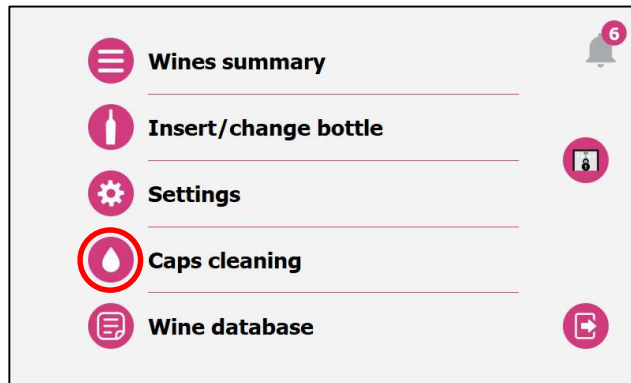 6
Wines summary
Insert/change bottle
Settings
Caps cleaning
Wine database